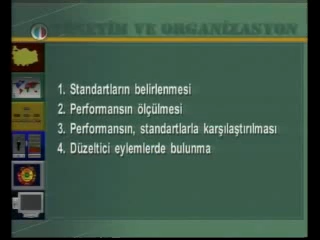 YÖNETİM VE ORGANİZASYON
1. Standartların belirlenmesi
2. Performansın ölçülmesi
3. Performansın, standartlarla karşılaştırılması
4. Düzeltici eylemlerde bulunma